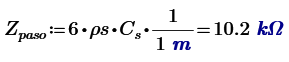 Z_paso := 6 • ρs • C_s • 1/(1 m) = 10.2 kΩ